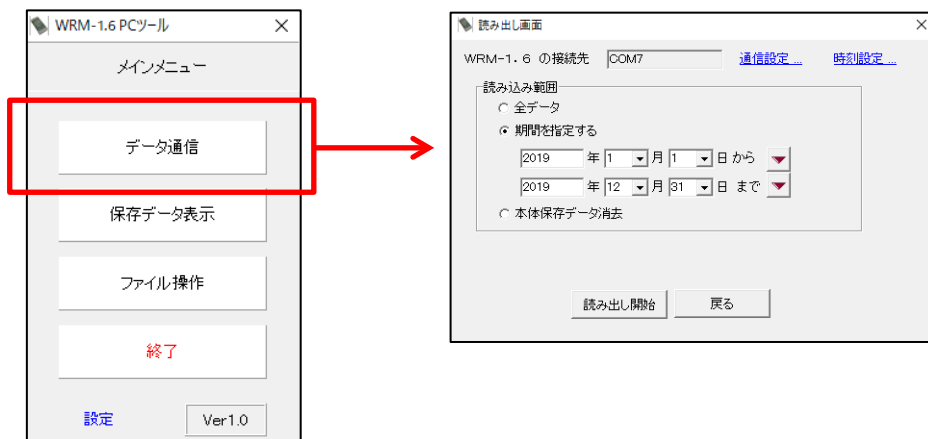 WRM-1.6 PCツール
メインメニュー
データ通信
保存データ表示
ファイル操作
終了
設定
Ver1.0
読み出し画面
WRM-1.6 の接続先 COM7 通信設定 ... 時刻設定 ...
読み込み範囲
全データ
期間を指定する
2019 年 1 月 1 日 から
2019 年 12 月 31 日 まで
本体保存データ消去
読み出し開始 戻る